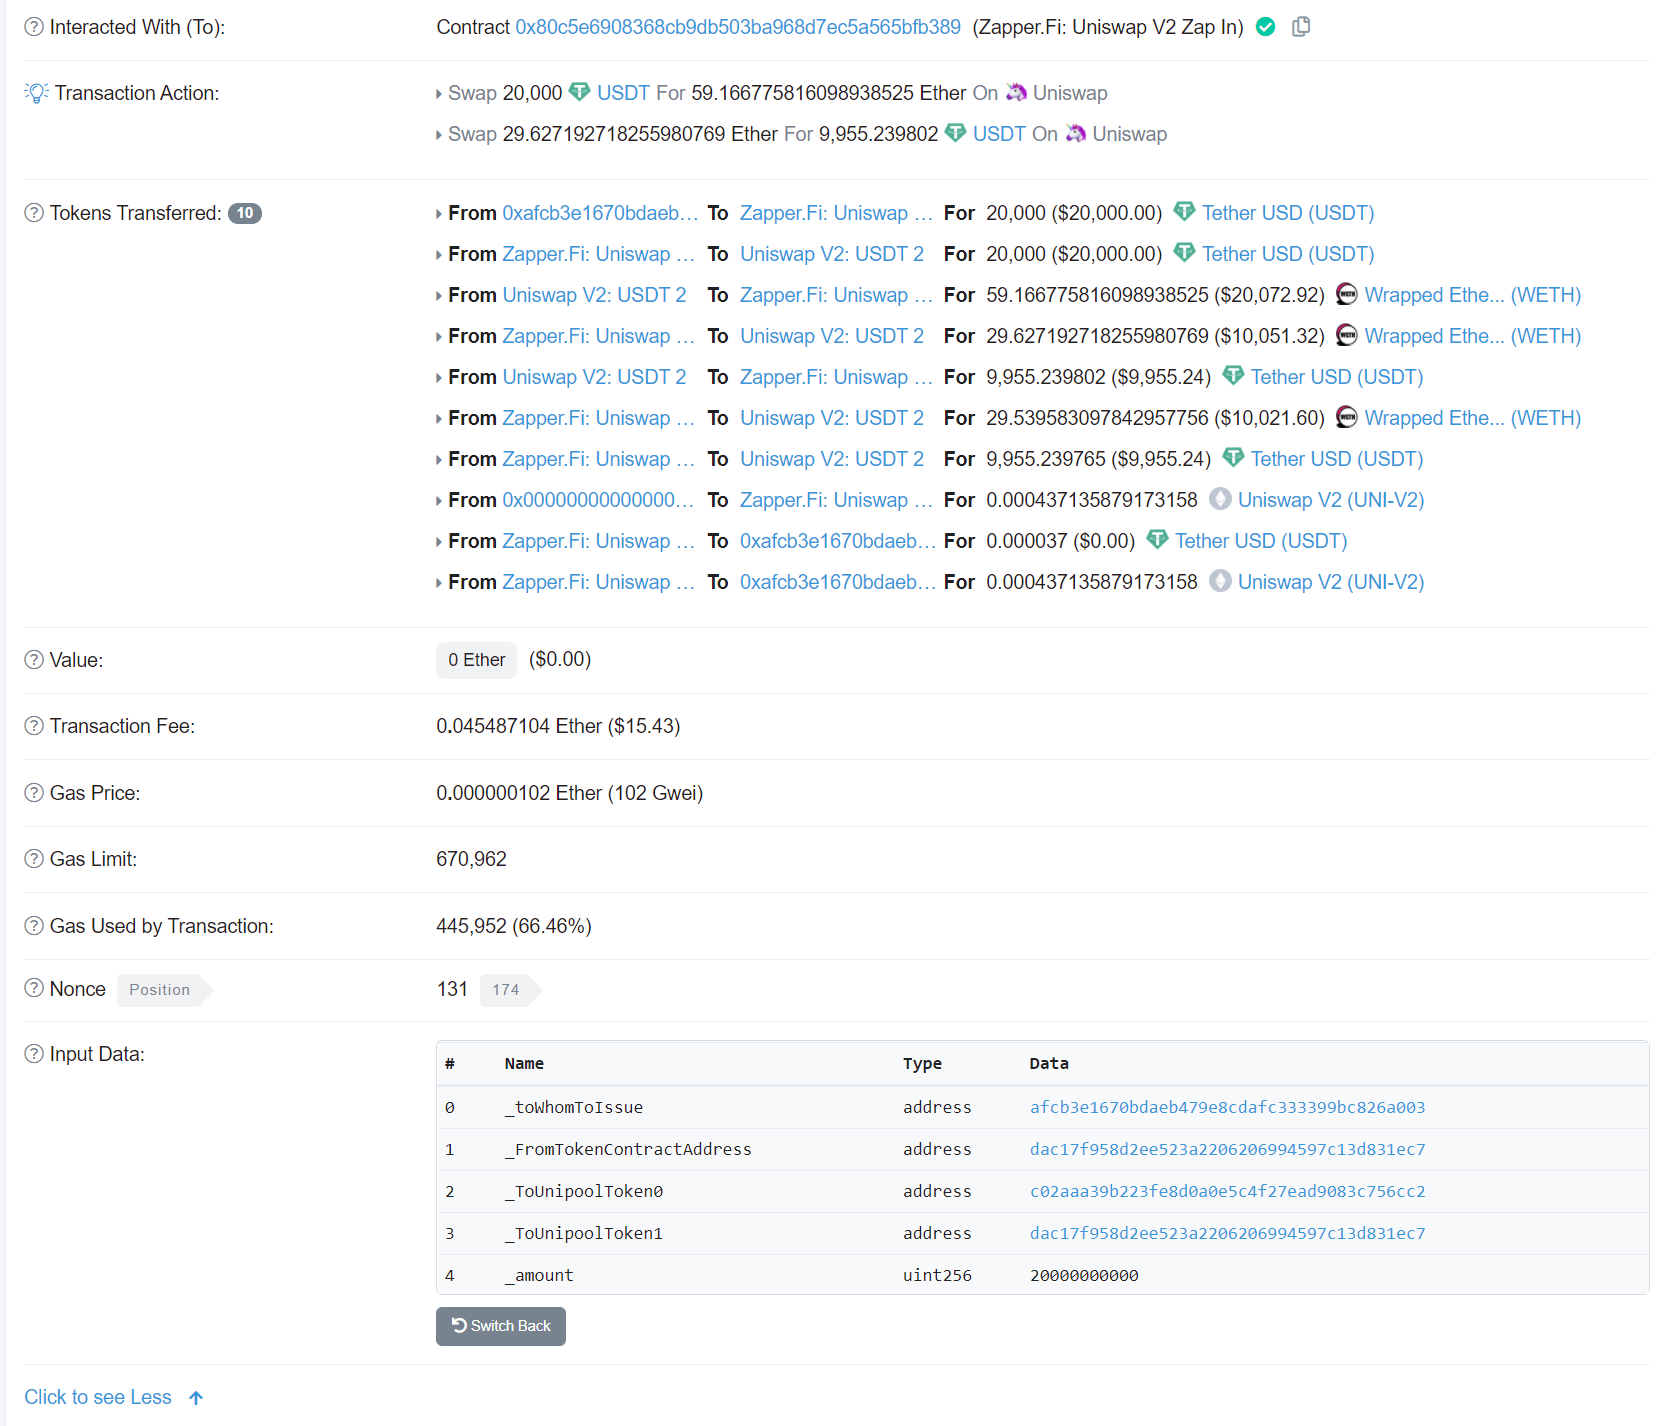 Interacted With (To): Contract 0x80c5e6908368cb9db503ba968d7ec5a565bfb389 (Zapper.Fi: Uniswap V2 Zap In)
Transaction Action: Swap 20,000 USDT For 59.166775816098938525 Ether On Uniswap
Swap 29.627192718255980769 Ether For 9,955.239802 USDT On Uniswap
Tokens Transferred: 10 From 0xafcb3e1670bdaeb... To Zapper.Fi: Uniswap ... For 20,000 ($20,000.00) Tether USD (USDT)
From Zapper.Fi: Uniswap ... To Uniswap V2: USDT 2 For 20,000 ($20,000.00) Tether USD (USDT)
From Uniswap V2: USDT 2 To Zapper.Fi: Uniswap ... For 59.166775816098938525 ($20,072.92) Wrapped Ethe... (WETH)
From Zapper.Fi: Uniswap ... To Uniswap V2: USDT 2 For 29.627192718255980769 ($10,051.32) Wrapped Ethe... (WETH)
From Uniswap V2: USDT 2 To Zapper.Fi: Uniswap ... For 9,955.239802 ($9,955.24) Tether USD (USDT)
From Zapper.Fi: Uniswap ... To Uniswap V2: USDT 2 For 29.539583097842957756 ($10,021.60) Wrapped Ethe... (WETH)
From Zapper.Fi: Uniswap ... To Uniswap V2: USDT 2 For 9,955.239765 ($9,955.24) Tether USD (USDT)
From 0x00000000000000... To Zapper.Fi: Uniswap ... For 0.000437135879173158 Uniswap V2 (UNI-V2)
From Zapper.Fi: Uniswap ... To 0xafcb3e1670bdaeb... For 0.000037 ($0.00) Tether USD (USDT)
From Zapper.Fi: Uniswap ... To 0xafcb3e1670bdaeb... For 0.000437135879173158 Uniswap V2 (UNI-V2)
Value: 0 Ether ($0.00)
Transaction Fee: 0.045487104 Ether ($15.43)
Gas Price: 0.000000102 Ether (102 Gwei)
Gas Limit: 670,962
Gas Used by Transaction: 445,952 (66.46%)
Nonce Position 131 174
Input Data:
# Name Type Data
0 _toWhomToIssue address afcb3e1670bdaeb479e8cdafc333399bc826a003
1 _FromTokenContractAddress address dac17f958d2ee523a2206206994597c13d831ec7
2 _ToUnipoolToken0 address c02aaa39b223fe8d0a0e5c4f27ead9083c756cc2
3 _ToUnipoolToken1 address dac17f958d2ee523a2206206994597c13d831ec7
4 _amount uint256 20000000000
Switch Back
Click to see Less